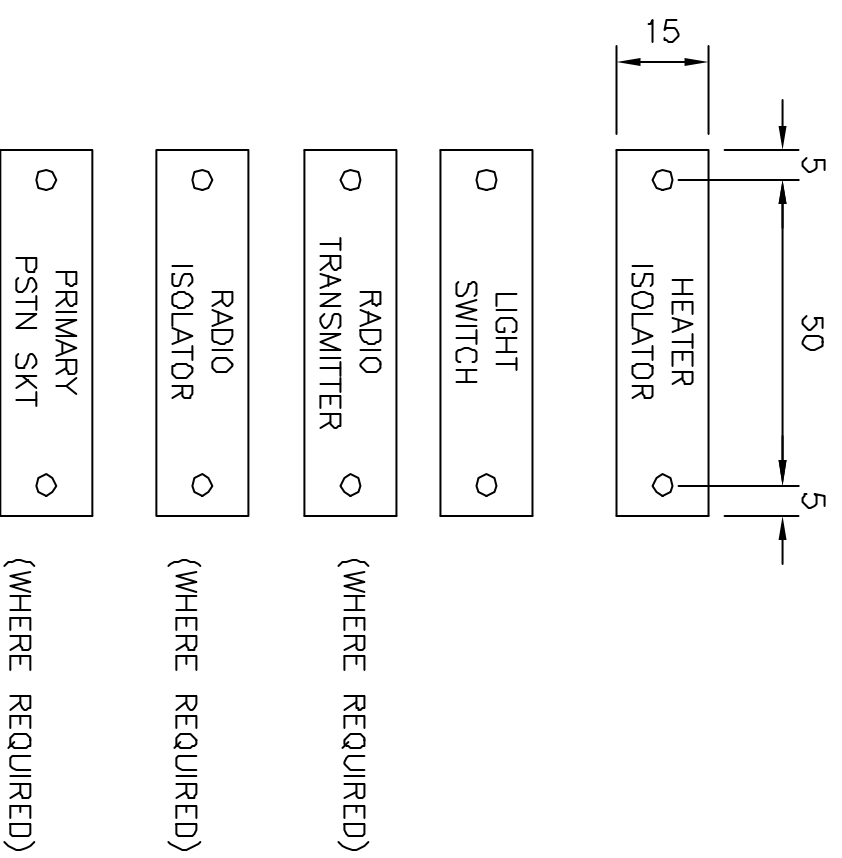 15
5
50
5
HEATER
ISOLATOR
LIGHT
SWITCH
RADIO
TRANSMITTER
(WHERE REQUIRED)
RADIO
ISOLATOR
(WHERE REQUIRED)
PRIMARY
PSTN SKT
(WHERE REQUIRED)